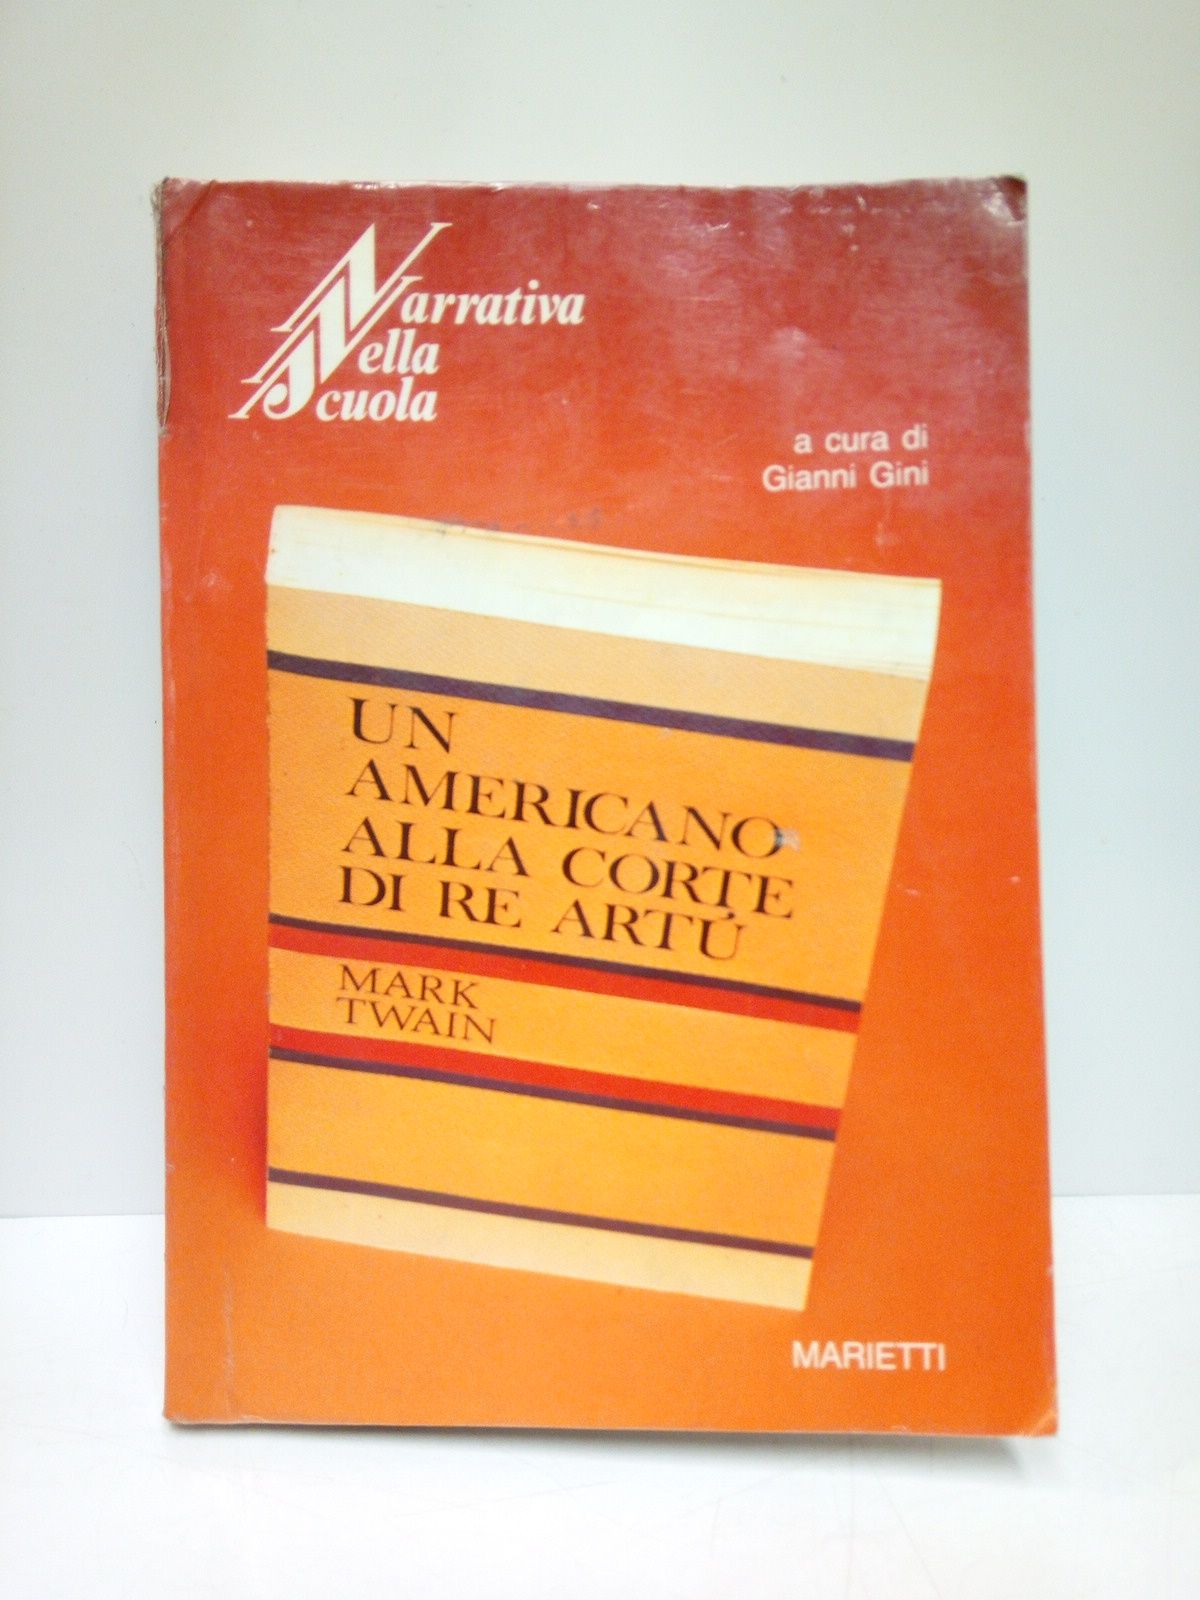 Narrativa
Nella
Scuola
a cura di
Gianni Gini
UN
AMERICANO
ALLA CORTE
DI RE ARTÙ
MARK
TWAIN
MARIETTI